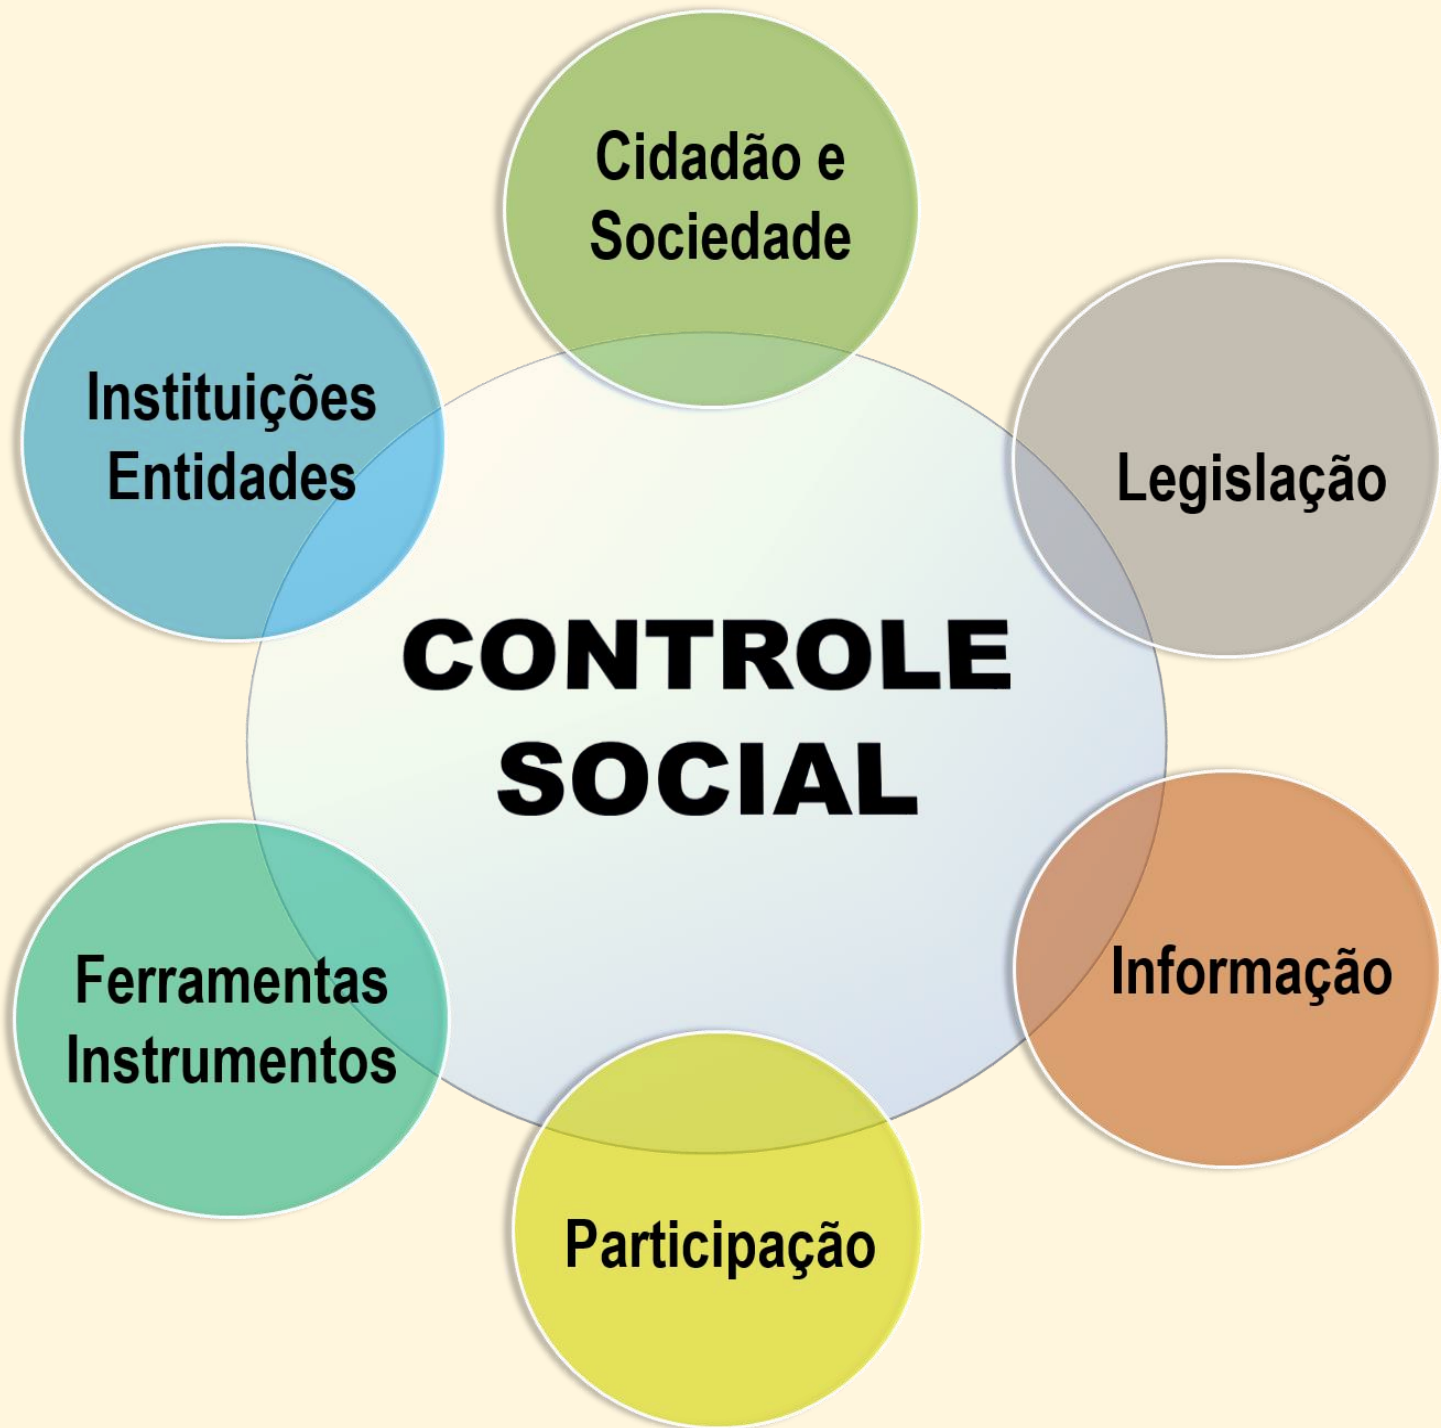 Cidadão e
Sociedade
Instituições
Entidades
Legislação
CONTROLE
SOCIAL
Ferramentas
Instrumentos
Informação
Participação